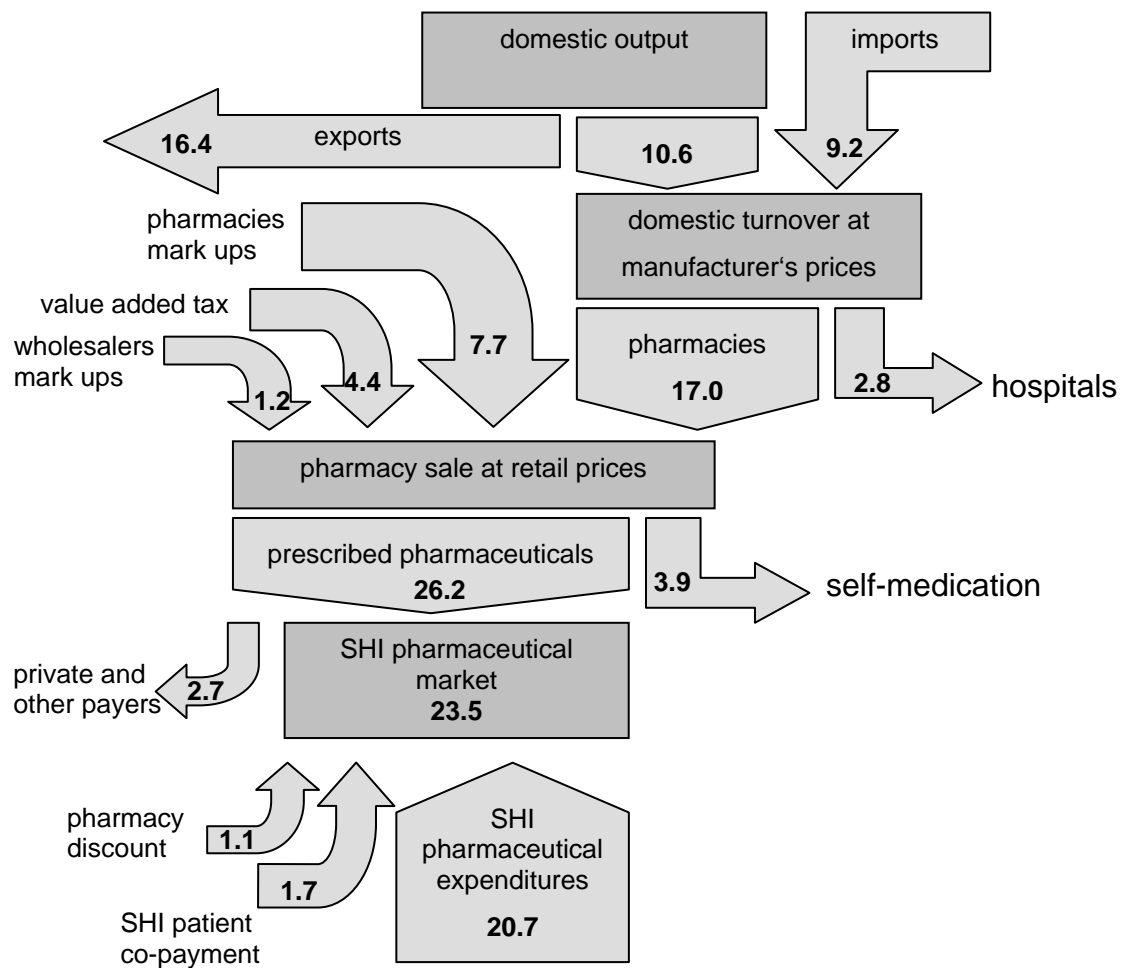 domestic output
imports
16.4
exports
10.6
9.2
pharmacies
mark ups
domestic turnover at
manufacturer‘s prices
value added tax
wholesalers
mark ups
7.7
pharmacies
17.0
4.4
1.2
2.8
hospitals
pharmacy sale at retail prices
prescribed pharmaceuticals
26.2
3.9
self-medication
private and
other payers
2.7
SHI pharmaceutical
market
23.5
pharmacy
discount
1.1
1.7
SHI patient
co-payment
SHI
pharmaceutical
expenditures
20.7